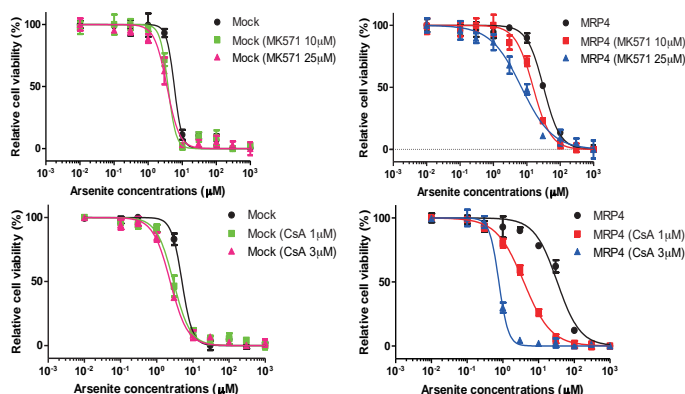 Relative cell viability (%)
100
50
0
10-3 10-2 10-1 100 101 102 103
Arsenite concentrations (μM)
Mock
Mock (MK571 10μM)
Mock (MK571 25μM)
Relative cell viability (%)
100
50
0
10-3 10-2 10-1 100 101 102 103
Arsenite concentrations (μM)
MRP4
MRP4 (MK571 10μM)
MRP4 (MK571 25μM)
Relative cell viability (%)
100
50
0
10-3 10-2 10-1 100 101 102 103
Arsenite concentrations (μM)
Mock
Mock (CsA 1μM)
Mock (CsA 3μM)
Relative cell viability (%)
100
50
0
10-3 10-2 10-1 100 101 102 103
Arsenite concentrations (μM)
MRP4
MRP4 (CsA 1μM)
MRP4 (CsA 3μM)